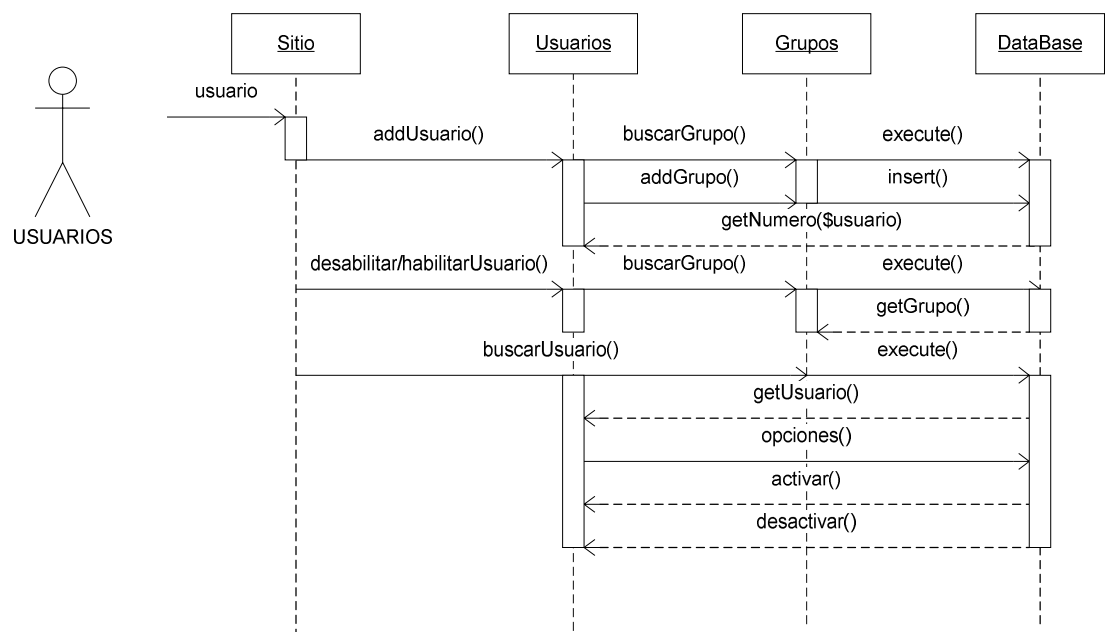 Sitio
Usuarios
Grupos
DataBase
usuario
addUsuario()
buscarGrupo()
execute()
addGrupo()
insert()
getNumero($usuario)
USUARIOS
desabilitar/habilitarUsuario()
buscarGrupo()
execute()
getGrupo()
buscarUsuario()
execute()
getUsuario()
opciones()
activar()
desactivar()